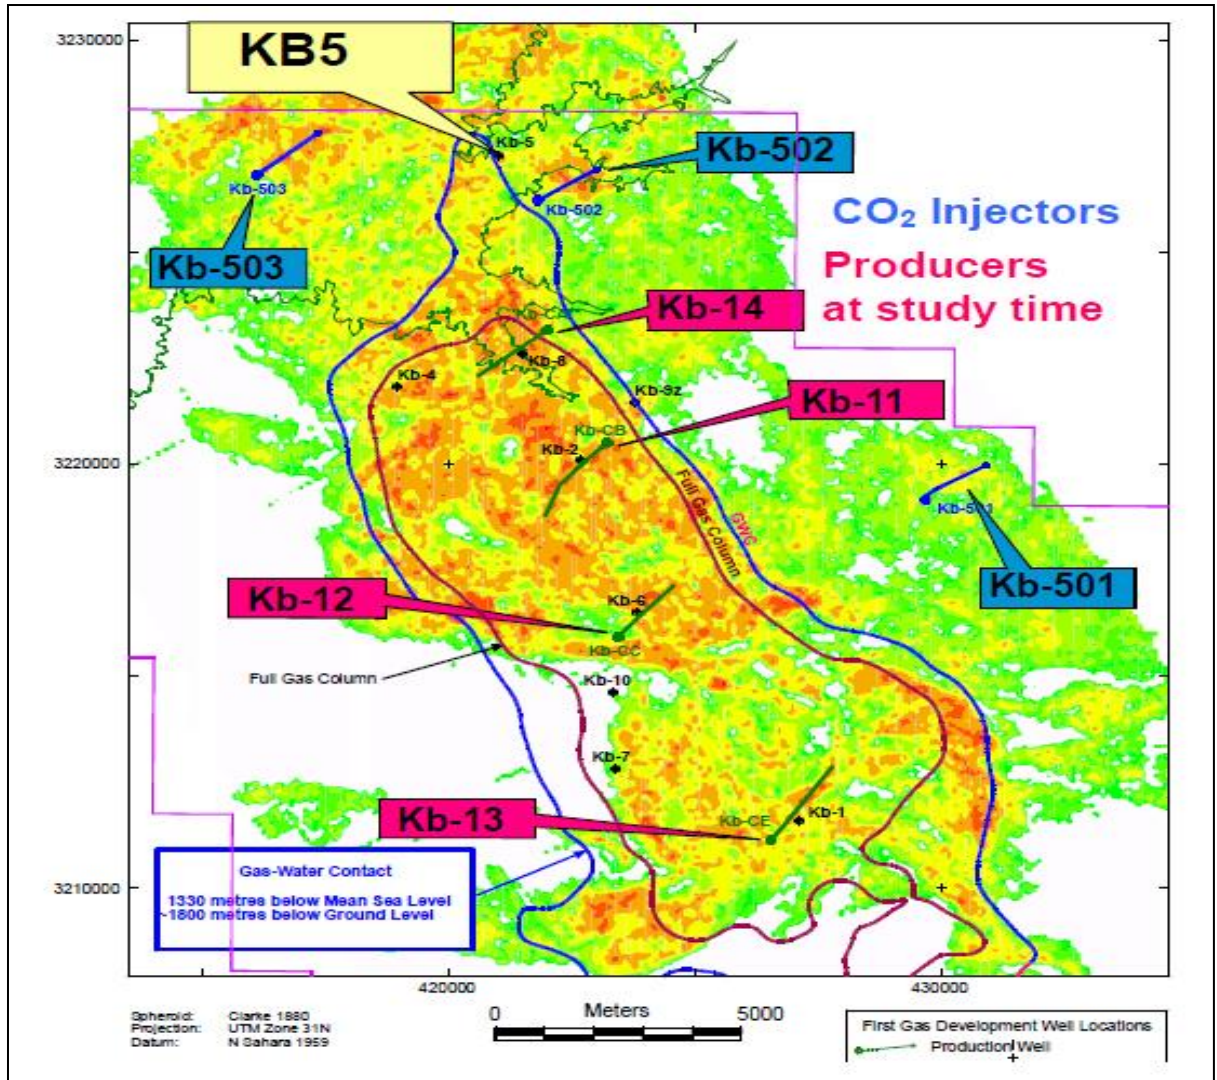 3230000
KB5
Kb-5
Kb-502
Kb-503
Kb-502
Kb-503
CO₂ Injectors
Producers
at study time
Kb-14
Kb-8
Kb-4
Kb-9z
Kb-11
Kb-CB
Kb-2
3220000
Full Gas Column
GWC
Kb-501
Kb-12
Kb-6
Kb-CC
Full Gas Column
Kb-10
Kb-7
Kb-13
Kb-CE
Kb-1
Gas-Water Contact
1330 metres below Mean Sea Level
~1800 metres below Ground Level
3210000
420000
430000
Spheroid: Clarke 1880
Projection: UTM Zone 31N
Datum: N Sahara 1959
0 Meters 5000
First Gas Development Well Locations
Production Well